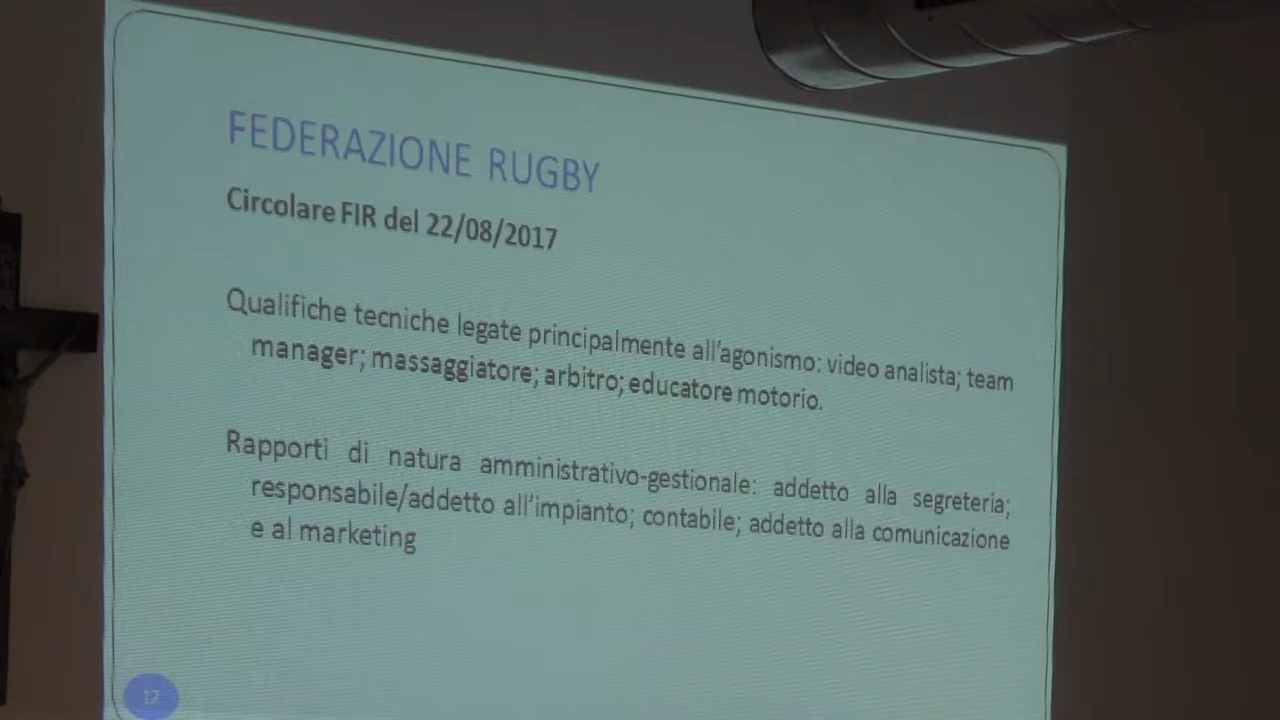 FEDERAZIONE RUGBY
Circolare FIR del 22/08/2017
Qualifiche tecniche legate principalmente all'agonismo: video analista; team
manager; massaggiatore; arbitro; educatore motorio.
Rapporti di natura amministrativo-gestionale: addetto alla segreteria;
responsabile/addetto all'impianto; contabile; addetto alla comunicazione
e al marketing
12